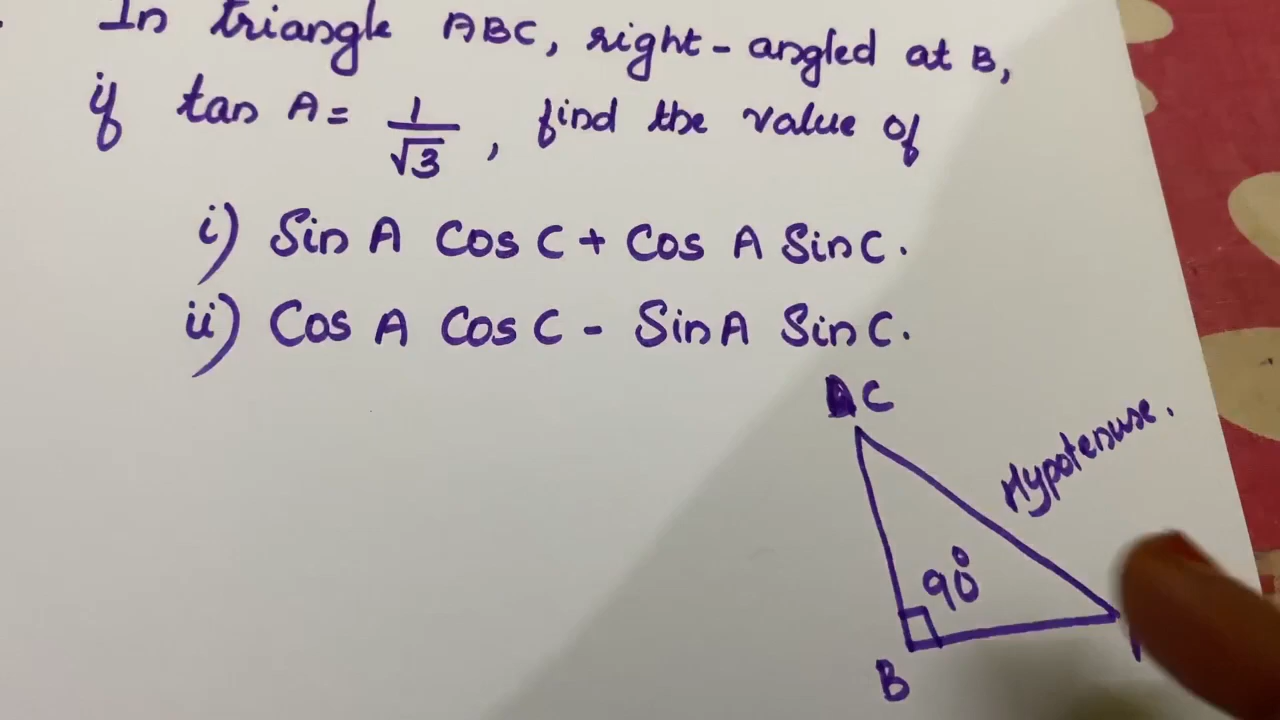 In triangle ABC, right-angled at B,
if tan A = 1/√3, find the value of
i) Sin A Cos C + Cos A Sin C.
ii) Cos A Cos C - Sin A Sin C.
C
Hypotenuse.
90°
B